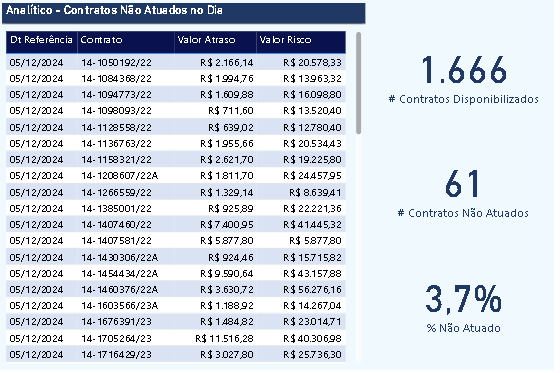 Analítico - Contratos Não Atuados no Dia
Dt Referência Contrato Valor Atraso Valor Risco
05/12/2024 14-1050192/22 R$ 2.166,14 R$ 20.578,33
05/12/2024 14-1084368/22 R$ 1.994,76 R$ 13.963,32
05/12/2024 14-1094773/22 R$ 1.609,88 R$ 16.098,80
05/12/2024 14-1098093/22 R$ 711,60 R$ 13.520,40
05/12/2024 14-1128558/22 R$ 639,02 R$ 12.780,40
05/12/2024 14-1136763/22 R$ 1.955,66 R$ 20.534,43
05/12/2024 14-1158321/22 R$ 2.621,70 R$ 19.225,80
05/12/2024 14-1208607/22A R$ 1.811,70 R$ 24.457,95
05/12/2024 14-1266559/22 R$ 1.329,14 R$ 8.639,41
05/12/2024 14-1385001/22 R$ 925,89 R$ 22.221,36
05/12/2024 14-1407460/22 R$ 7.400,95 R$ 41.445,32
05/12/2024 14-1407581/22 R$ 5.877,80 R$ 5.877,80
05/12/2024 14-1430306/22A R$ 924,46 R$ 15.715,82
05/12/2024 14-1454434/22A R$ 9.590,64 R$ 43.157,88
05/12/2024 14-1460376/22A R$ 3.630,72 R$ 56.276,16
05/12/2024 14-1603566/23A R$ 1.188,92 R$ 14.267,04
05/12/2024 14-1676391/23 R$ 1.484,82 R$ 23.014,71
05/12/2024 14-1705264/23 R$ 11.516,28 R$ 40.306,98
05/12/2024 14-1716429/23 R$ 3.027,80 R$ 25.736,30
1.666
# Contratos Disponibilizados
61
# Contratos Não Atuados
3,7%
% Não Atuado